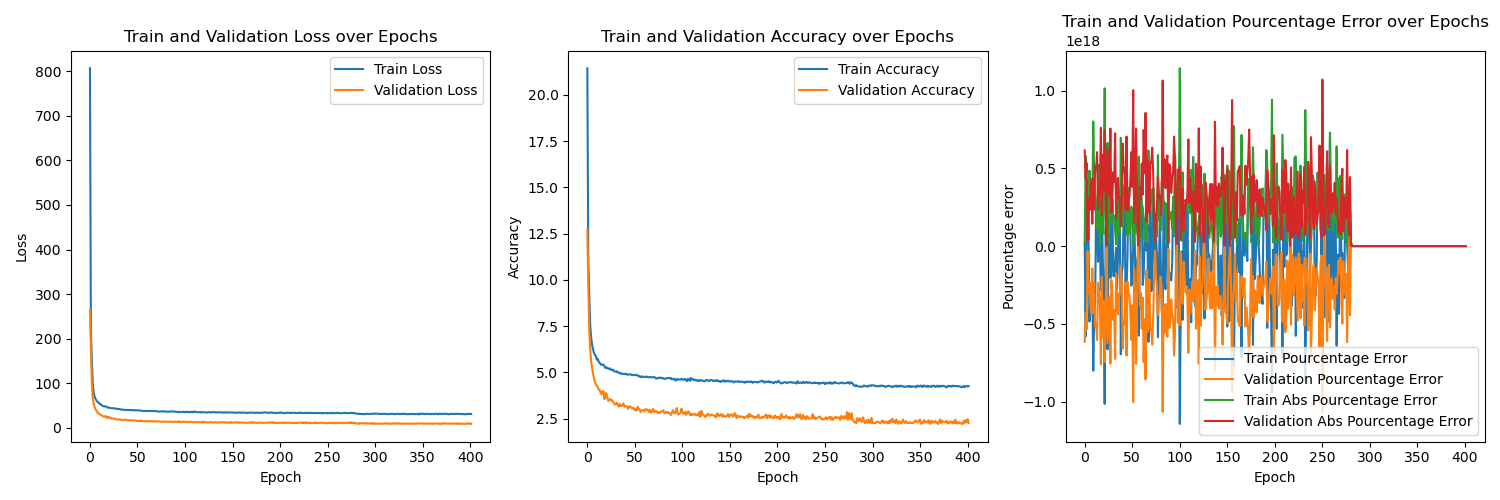 Train and Validation Loss over Epochs
Train Loss
Validation Loss
800
700
600
500
400
300
200
100
0
Loss
0 50 100 150 200 250 300 350 400
Epoch
Train and Validation Accuracy over Epochs
Train Accuracy
Validation Accuracy
20.0
17.5
15.0
12.5
10.0
7.5
5.0
2.5
Accuracy
0 50 100 150 200 250 300 350 400
Epoch
Train and Validation Pourcentage Error over Epochs
1e18
1.0
0.5
0.0
−0.5
−1.0
Pourcentage error
Train Pourcentage Error
Validation Pourcentage Error
Train Abs Pourcentage Error
Validation Abs Pourcentage Error
0 50 100 150 200 250 300 350 400
Epoch